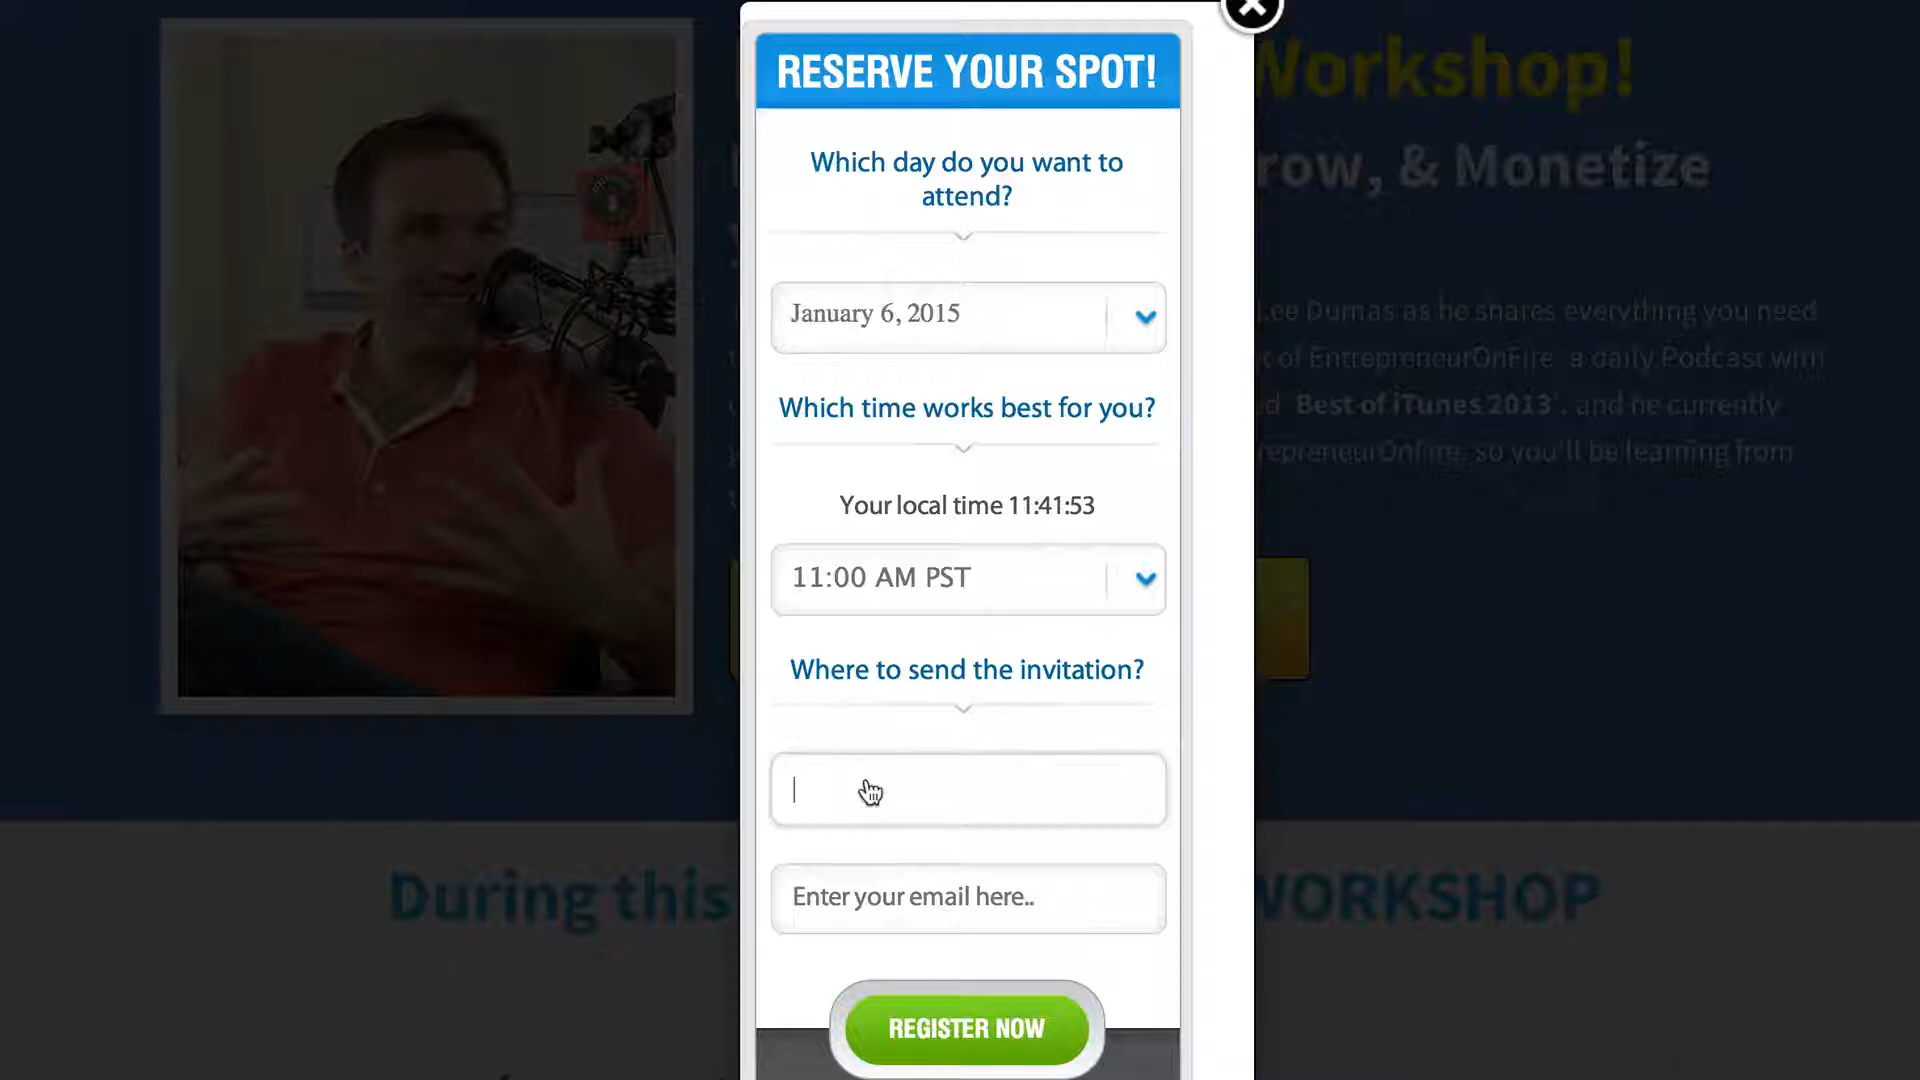 RESERVE YOUR SPOT!
Which day do you want to
attend?
January 6, 2015
Which time works best for you?
Your local time 11:41:53
11:00 AM PST
Where to send the invitation?
Enter your email here..
REGISTER NOW
Workshop!
row, & Monetize
Lee Dumas as he shares everything you need
of EntrepreneurOnFire, a daily Podcast with
Best of iTunes 2013', and he currently
repreneurOnFire, so you'll be learning from
During this
WORKSHOP